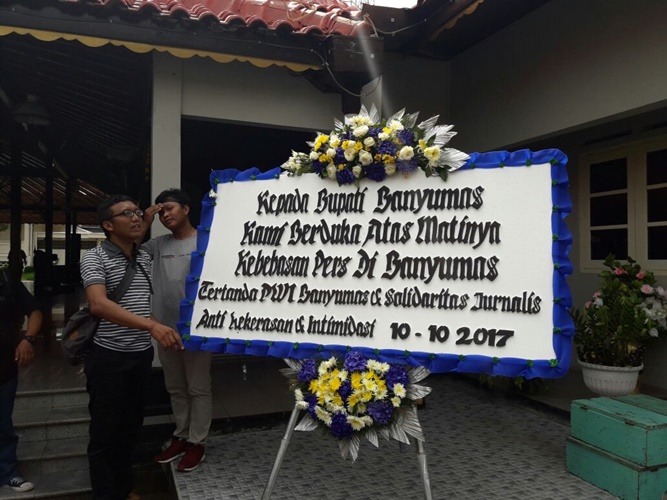 Kepada Bupati Banyumas
Kami Berduka Atas Matinya
Kebebasan Pers Di Banyumas
Tertanda PWI Banyumas & Solidaritas Jurnalis
Anti Kekerasan & Intimidasi 10 - 10 2017